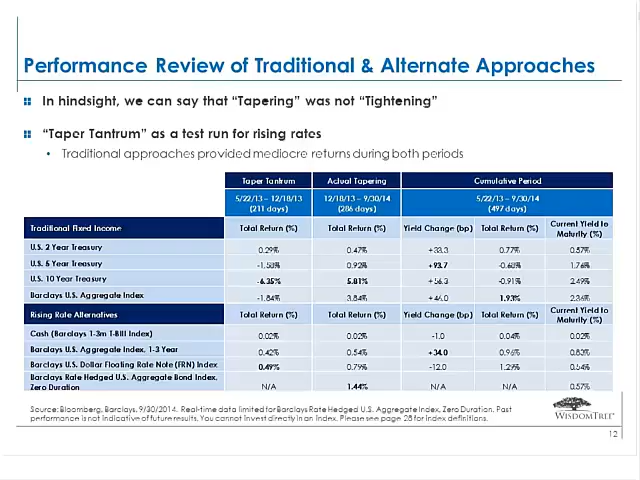 Performance Review of Traditional & Alternate Approaches
In hindsight, we can say that “Tapering” was not “Tightening”
“Taper Tantrum” as a test run for rising rates
• Traditional approaches provided mediocre returns during both periods
Taper Tantrum Actual Tapering Cumulative Period
5/22/13 – 12/18/13 12/18/13 – 9/30/14 5/22/13 – 9/30/14
(211 days) (286 days) (497 days)
Traditional Fixed Income Total Return (%) Total Return (%) Yield Change (bp) Total Return (%) Current Yield to Maturity (%)
U.S. 2 Year Treasury 0.29% 0.47% +33.3 0.77% 0.57%
U.S. 5 Year Treasury -1.53% 0.92% +93.7 1.76%
U.S. 10 Year Treasury -6.35% 5.81% +56.3 -0.91% 2.49%
Barclays U.S. Aggregate Index -1.84% 3.84% +46.0 1.93% 2.36%
Rising Rate Alternatives Total Return (%) Total Return (%) Yield Change (bp) Total Return (%) Current Yield to Maturity (%)
Cash (Barclays 1-3m T-Bill Index) 0.02% 0.02% -1.0 0.04% 0.02%
Barclays U.S. Aggregate Index, 1-3 Year 0.42% 0.54% +34.0 0.96% 0.83%
Barclays U.S. Dollar Floating Rate Note (FRN) Index 0.49% 0.79% -12.0 1.29% 0.54%
Barclays Rate Hedged U.S. Aggregate Bond Index,
Zero Duration N/A 1.44% N/A N/A 0.57%
Source: Bloomberg, Barclays, 9/30/2014. Real-time data limited for Barclays Rate Hedged U.S. Aggregate Index, Zero Duration. Past
performance is not indicative of future results. You cannot invest directly in an index. Please see page 28 for index definitions.
WISDOMTREE
12